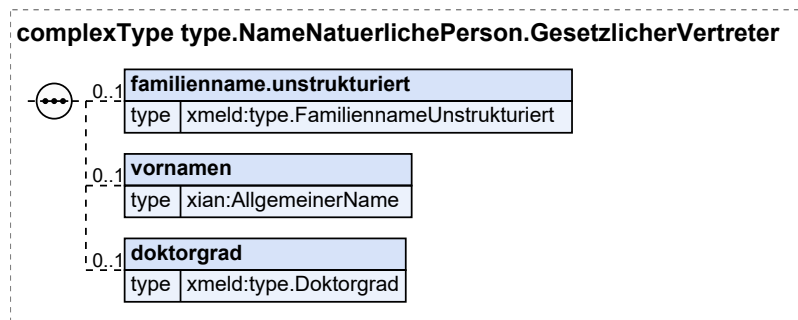 complexType type.NameNatuerlichePerson.GesetzlicherVertreter
0..1 familienname.unstrukturiert
type xmeld:type.FamiliennameUnstrukturiert
0..1 vornamen
type xian:AllgemeinerName
0..1 doktorgrad
type xmeld:type.Doktorgrad